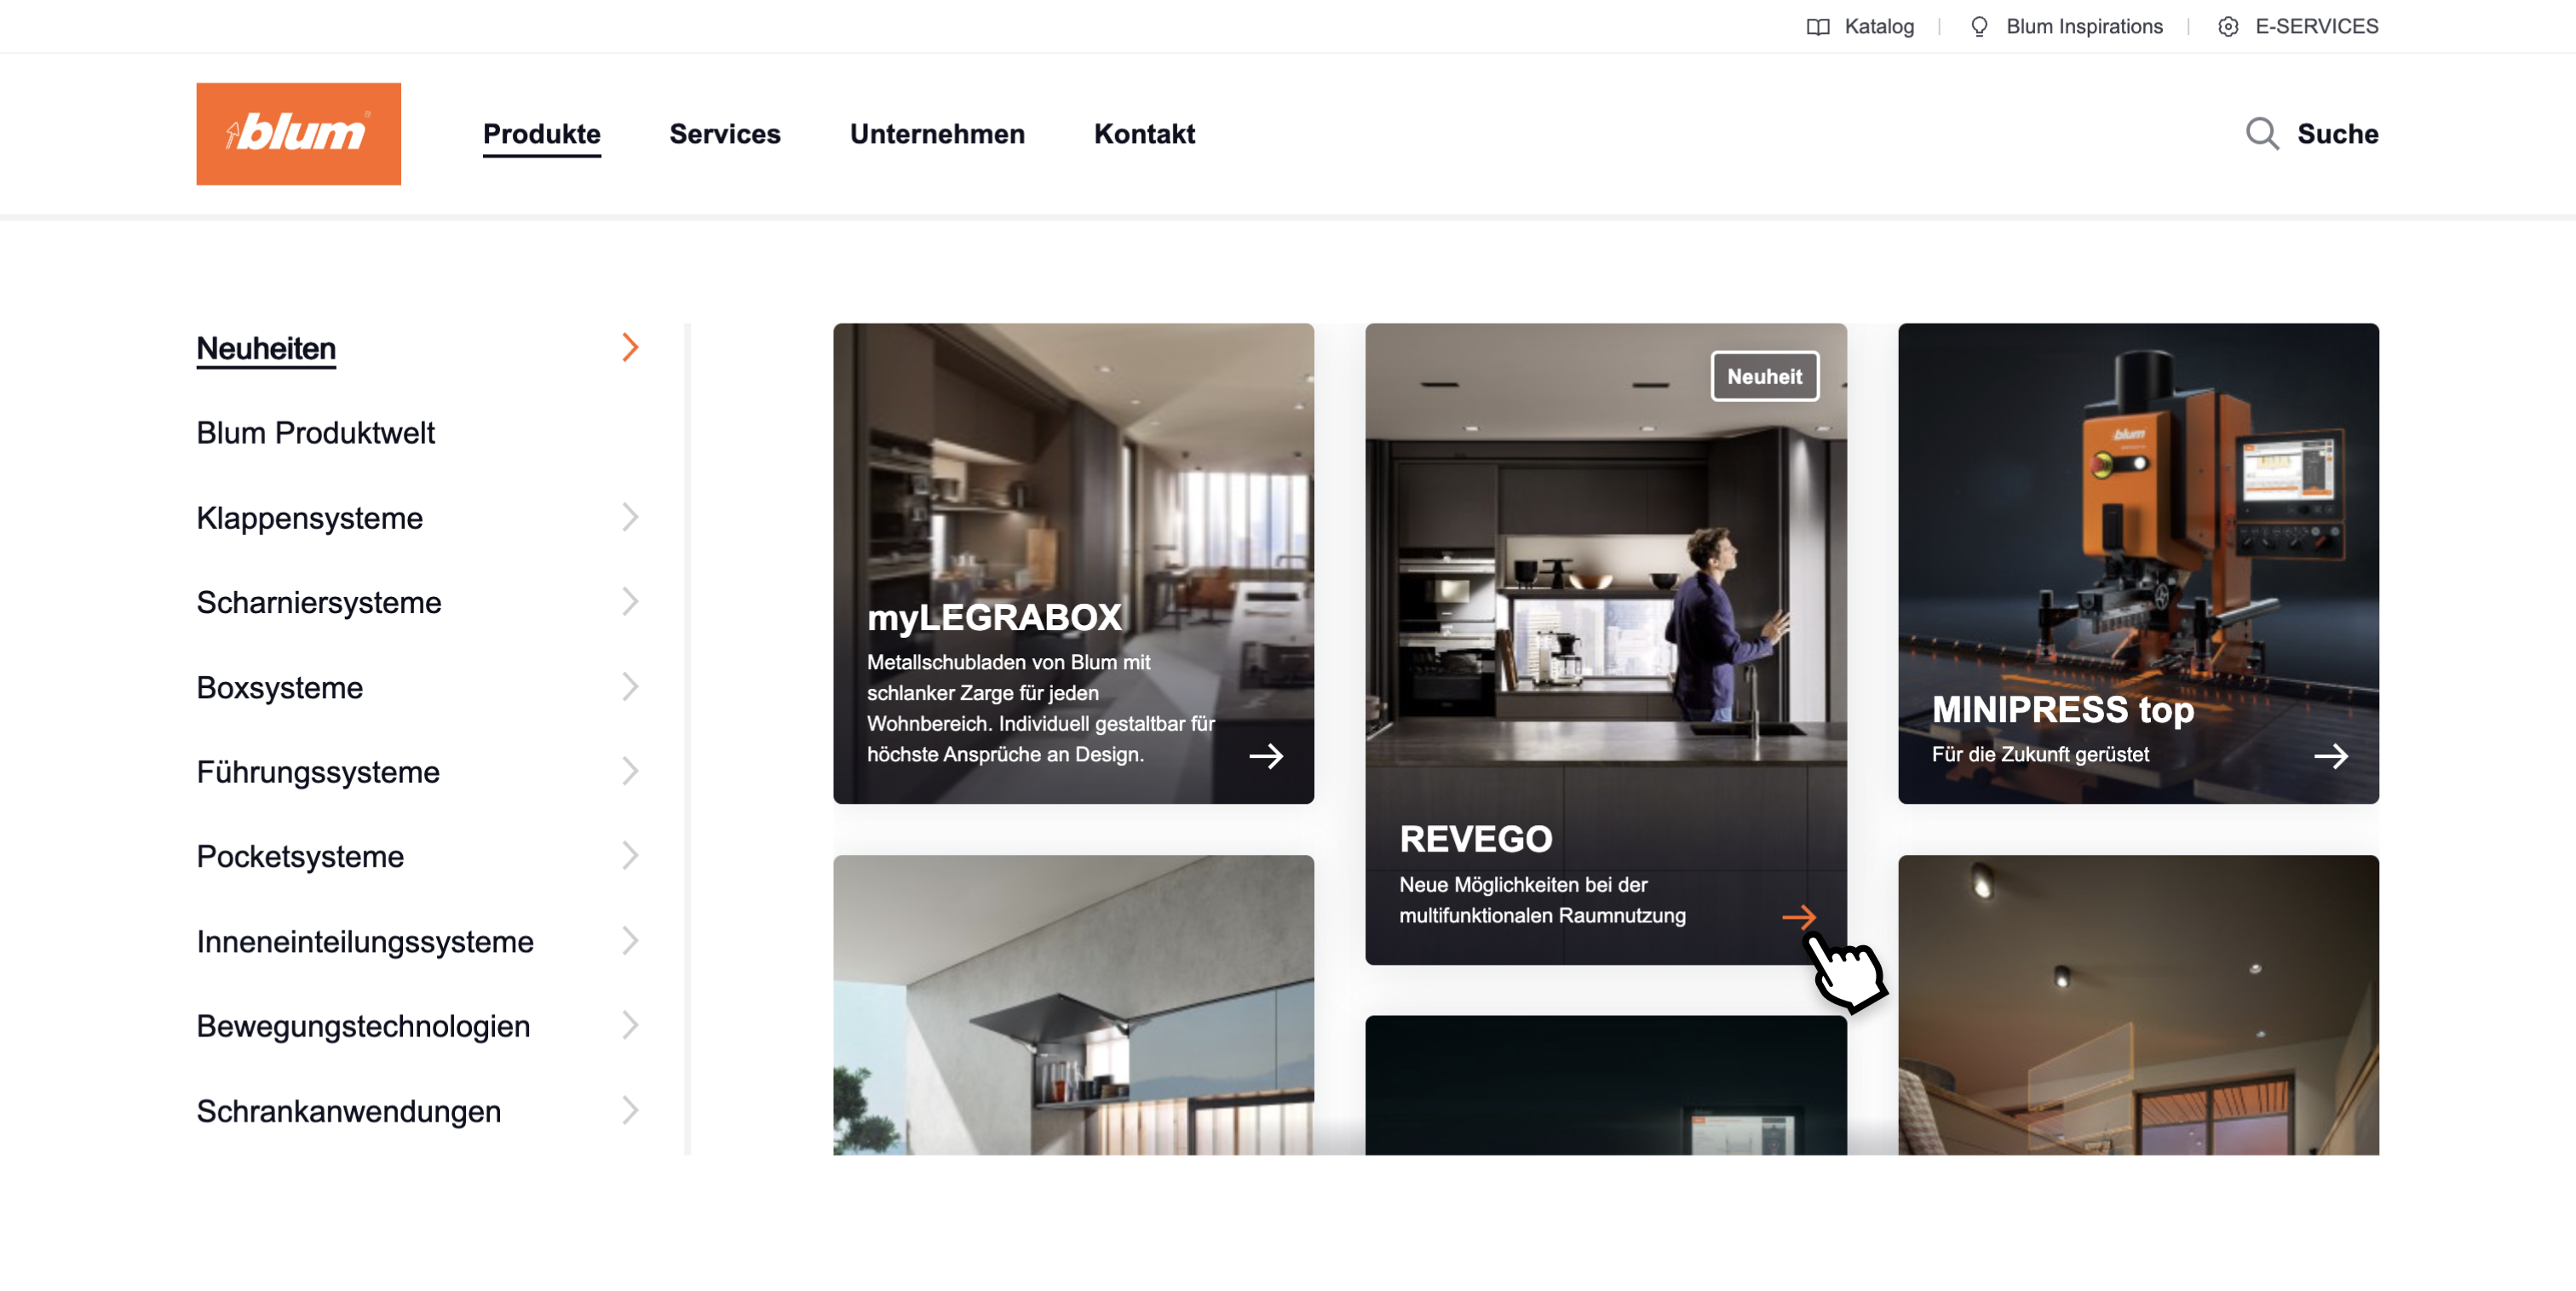 Katalog
Blum Inspirations
E-SERVICES
blum
Produkte
Services
Unternehmen
Kontakt
Suche
Neuheiten
Blum Produktwelt
Klappensysteme
Scharniersysteme
Boxsysteme
Führungssysteme
Pocketsysteme
Inneneinteilungssysteme
Bewegungstechnologien
Schrankanwendungen
myLEGRABOX
Metallschubladen von Blum mit
schlanker Zarge für jeden
Wohnbereich. Individuell gestaltbar für
höchste Ansprüche an Design.
Neuheit
REVEGO
Neue Möglichkeiten bei der
multifunktionalen Raumnutzung
blum
MINIPRESS top
Für die Zukunft gerüstet